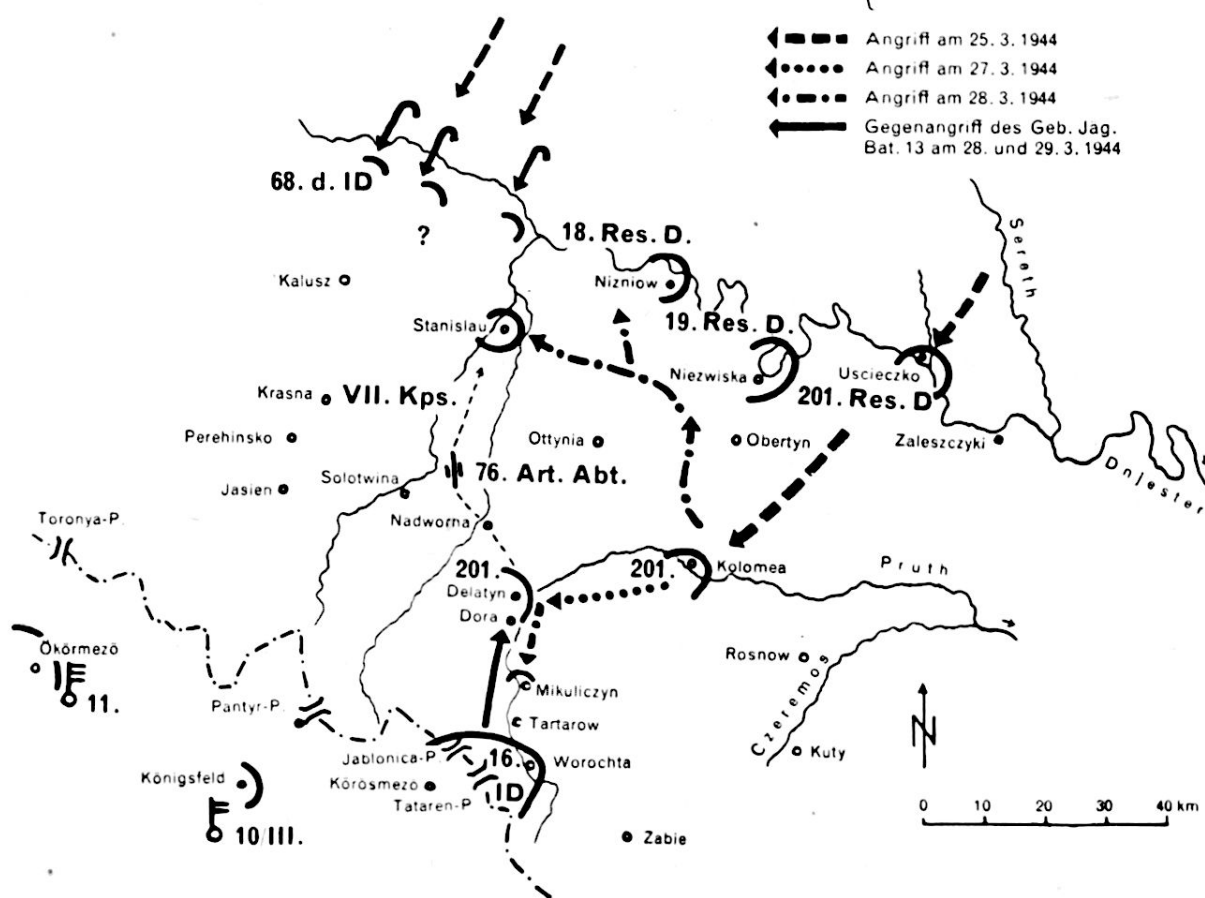 Angriff am 25. 3. 1944
Angriff am 27. 3. 1944
Angriff am 28. 3. 1944
Gegenangriff des Geb. Jag.
Bat. 13 am 28. und 29. 3. 1944
68. d. ID
?
18. Res. D.
Sereth
Kalusz
Nizniow
Stanislau
19. Res. D.
Niezwiska
Uscieczko
201. Res. D
Krasna
VII. Kps.
Perehinsko
Ottynia
Obertyn
Zaleszczyki
Dnjester
76. Art. Abt.
Jasien
Solotwina
Toronya-P.
Nadworna
201.
Delatyn
Dora
201.
Kolomea
Pruth
Ökörmezö
11.
Rosnow
Czeremos
Mikuliczyn
Pantyr-P.
Tartarow
N
Kuty
Jablonica-P.
16.
ID
Worochta
Königsfeld
Körösmezö
Tataren-P.
10/III.
Zabie
0 10 20 30 40 km